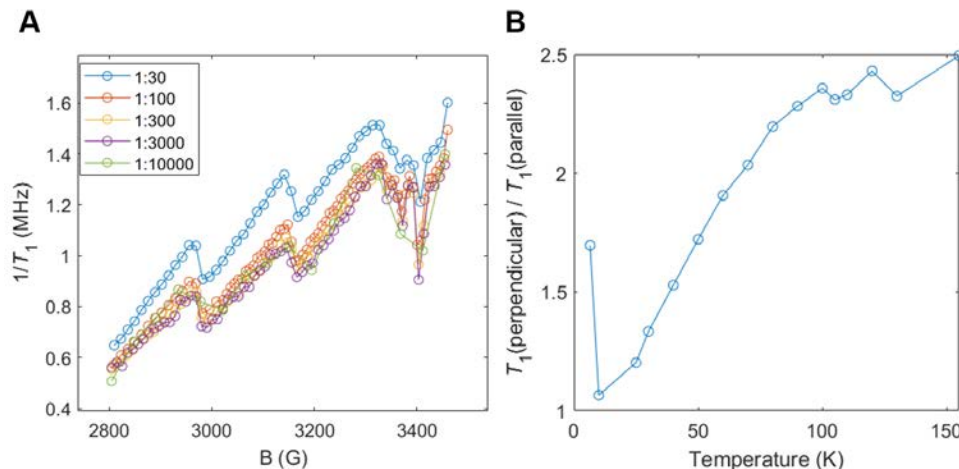 A
1:30
1:100
1:300
1:3000
1:10000
1.6
1.4
1.2
1
0.8
0.6
0.4
1/T1 (MHz)
2800 3000 3200 3400
B (G)
B
2.5
2
1.5
1
T1(perpendicular) / T1(parallel)
0 50 100 150
Temperature (K)